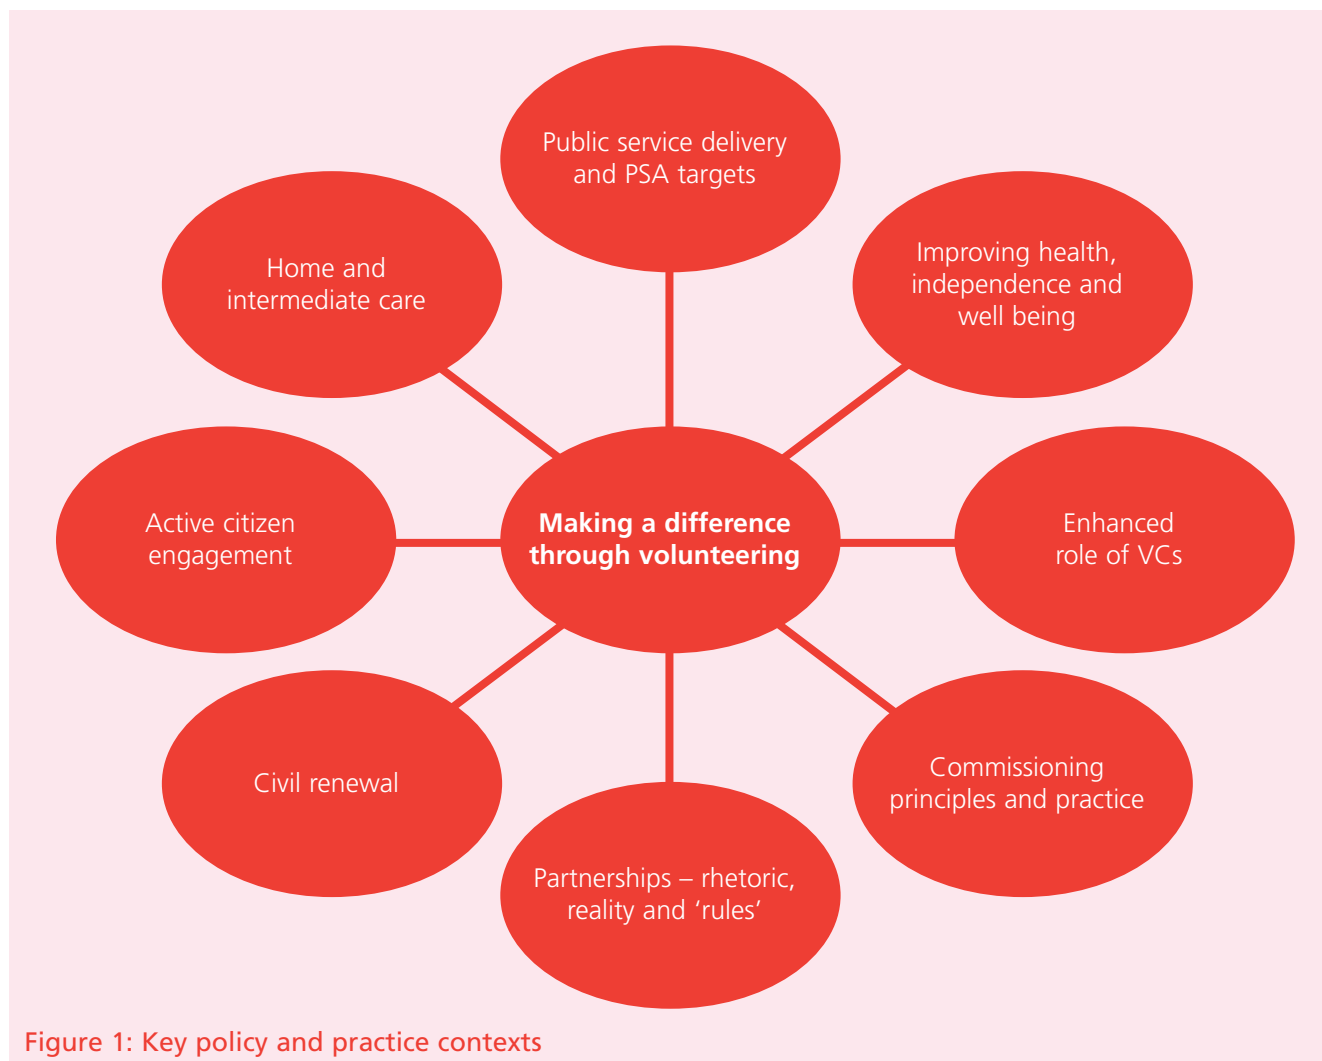 Public service delivery
and PSA targets
Home and
intermediate care
Improving health,
independence and
well being
Active citizen
engagement
Making a difference
through volunteering
Enhanced
role of VCs
Civil renewal
Commissioning
principles and practice
Partnerships – rhetoric,
reality and ‘rules’
Figure 1: Key policy and practice contexts